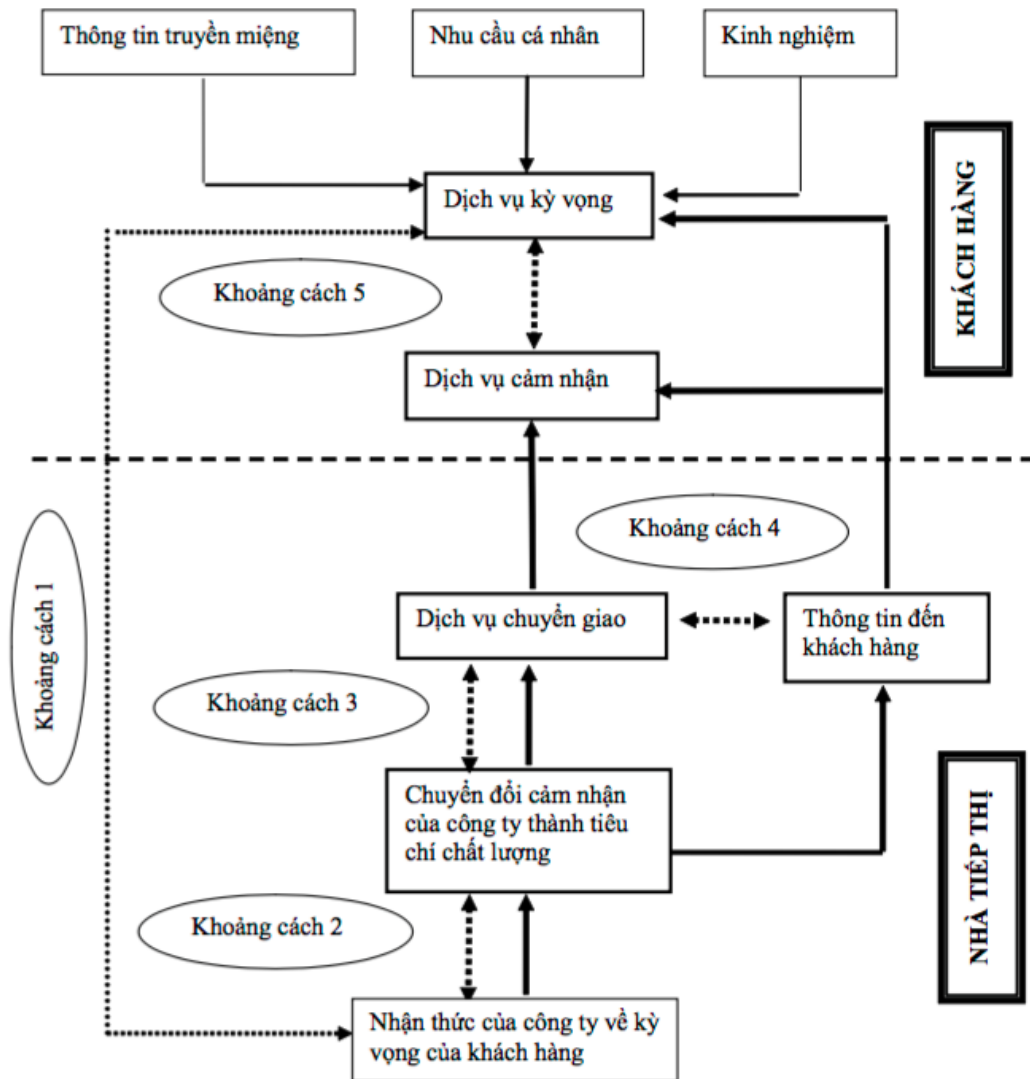 Thông tin truyền miệng
Nhu cầu cá nhân
Kinh nghiệm
Dịch vụ kỳ vọng
KHÁCH HÀNG
Khoảng cách 5
Dịch vụ cảm nhận
Khoảng cách 4
Khoảng cách 1
Dịch vụ chuyển giao
Thông tin đến
khách hàng
Khoảng cách 3
Chuyển đổi cảm nhận
của công ty thành tiêu
chí chất lượng
NHÀ TIẾP THỊ
Khoảng cách 2
Nhận thức của công ty về kỳ
vọng của khách hàng